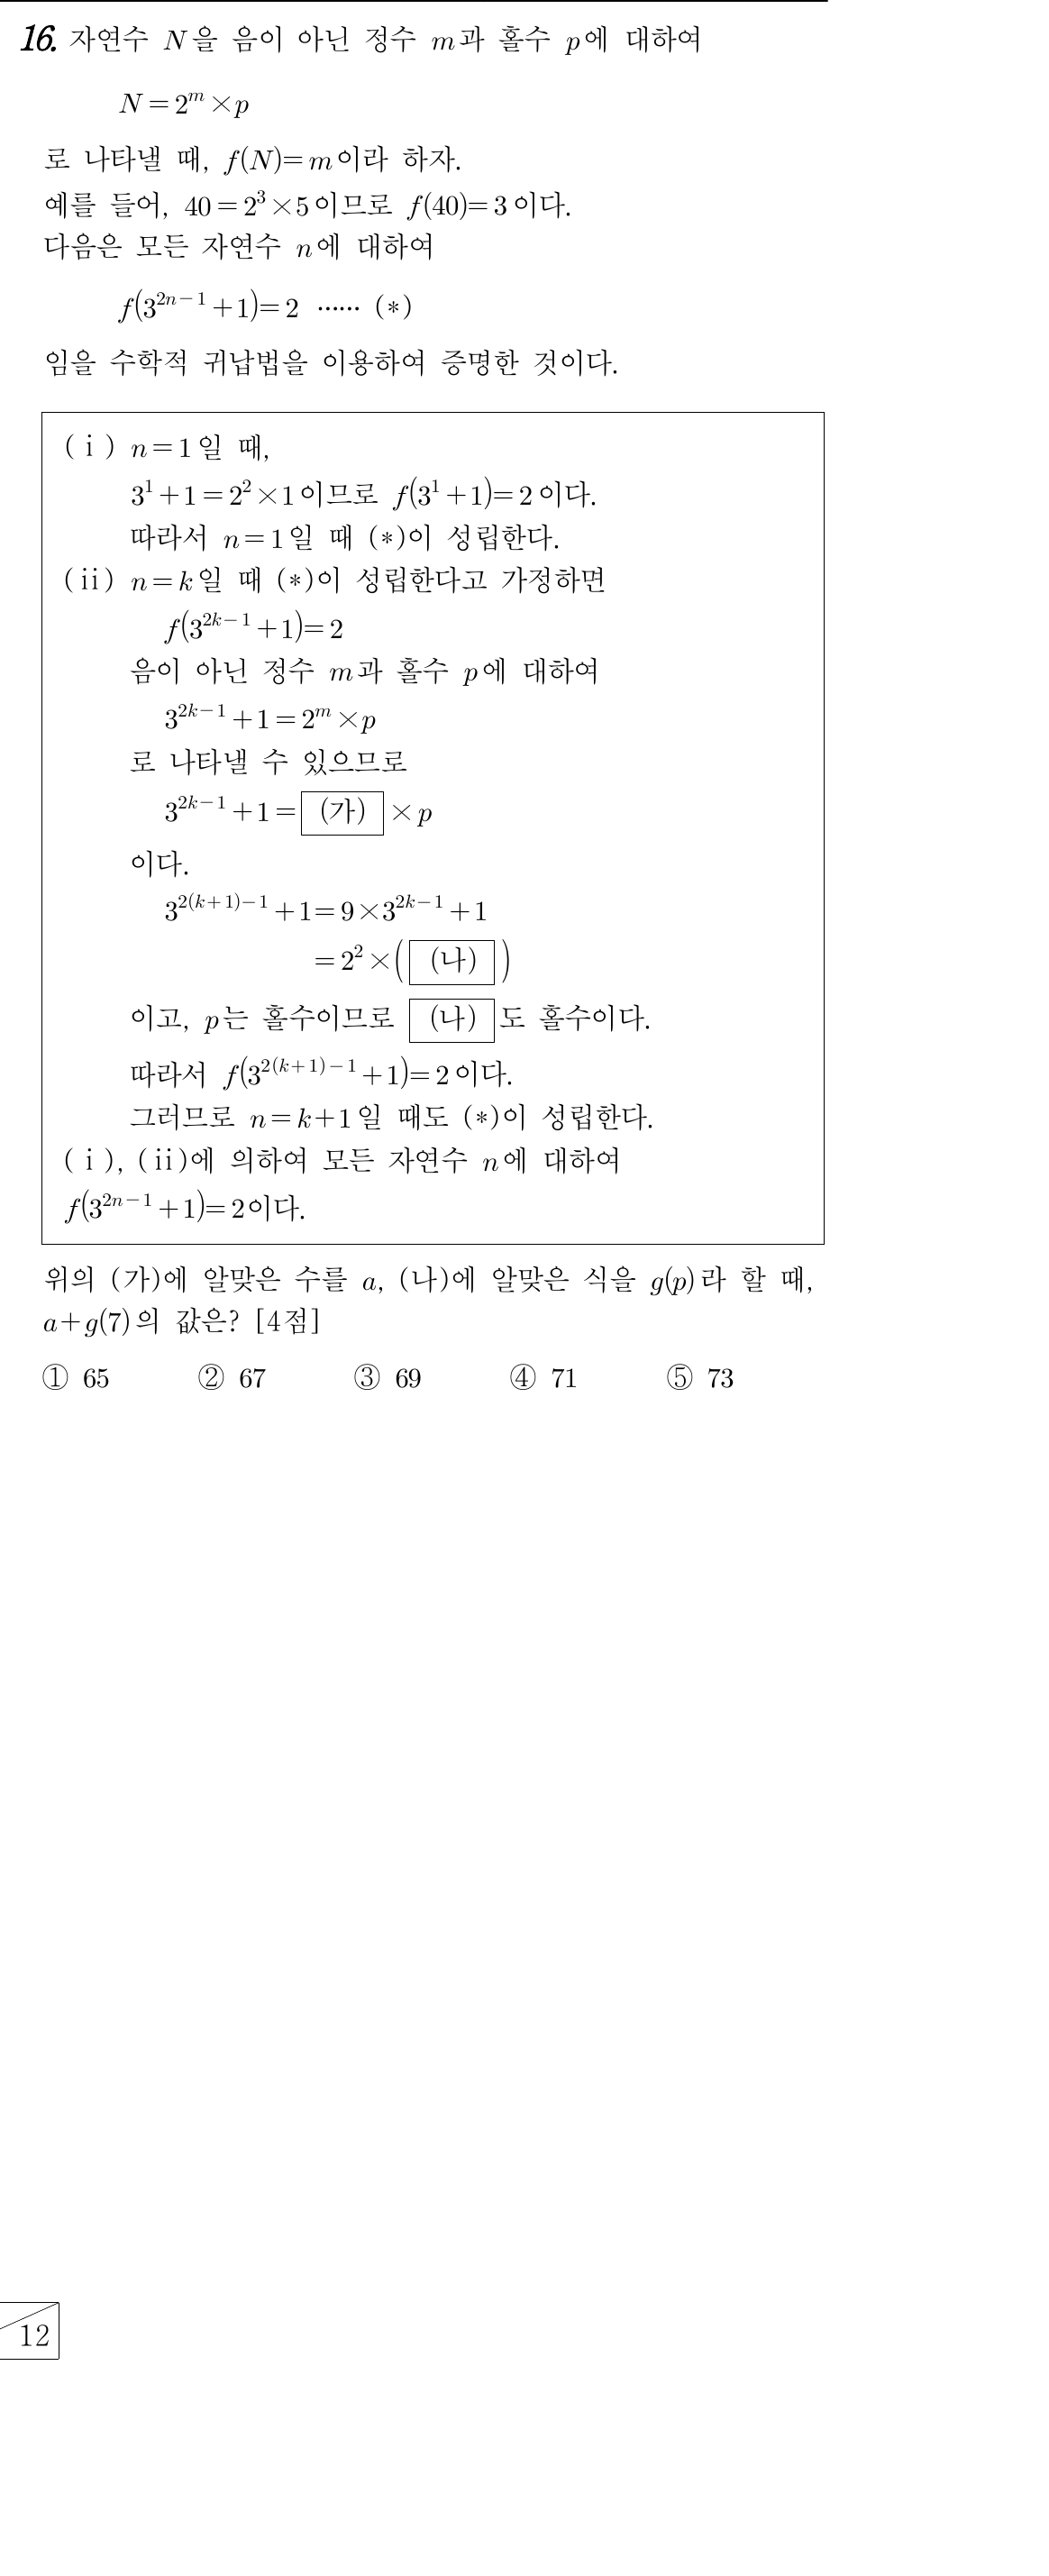 16. 자연수 N을 음이 아닌 정수 m과 홀수 p에 대하여
N = 2^m × p
로 나타낼 때, f(N) = m이라 하자.
예를 들어, 40 = 2^3 × 5이므로 f(40) = 3이다.
다음은 모든 자연수 n에 대하여
f(3^{2n-1} + 1) = 2 …… (*)
임을 수학적 귀납법을 이용하여 증명한 것이다.
(ⅰ) n = 1일 때,
3^1 + 1 = 2^2 × 1이므로 f(3^1 + 1) = 2이다.
따라서 n = 1일 때 (*)이 성립한다.
(ⅱ) n = k일 때 (*)이 성립한다고 가정하면
f(3^{2k-1} + 1) = 2
음이 아닌 정수 m과 홀수 p에 대하여
3^{2k-1} + 1 = 2^m × p
로 나타낼 수 있으므로
3^{2k-1} + 1 = (가) × p
이다.
3^{2(k+1)-1} + 1 = 9 × 3^{2k-1} + 1
= 2^2 × ( (나) )
이고, p는 홀수이므로 (나) 도 홀수이다.
따라서 f(3^{2(k+1)-1} + 1) = 2이다.
그러므로 n = k+1일 때도 (*)이 성립한다.
(ⅰ), (ⅱ)에 의하여 모든 자연수 n에 대하여
f(3^{2n-1} + 1) = 2이다.
위의 (가)에 알맞은 수를 a, (나)에 알맞은 식을 g(p)라 할 때,
a + g(7)의 값은? [4점]
① 65 ② 67 ③ 69 ④ 71 ⑤ 73
12